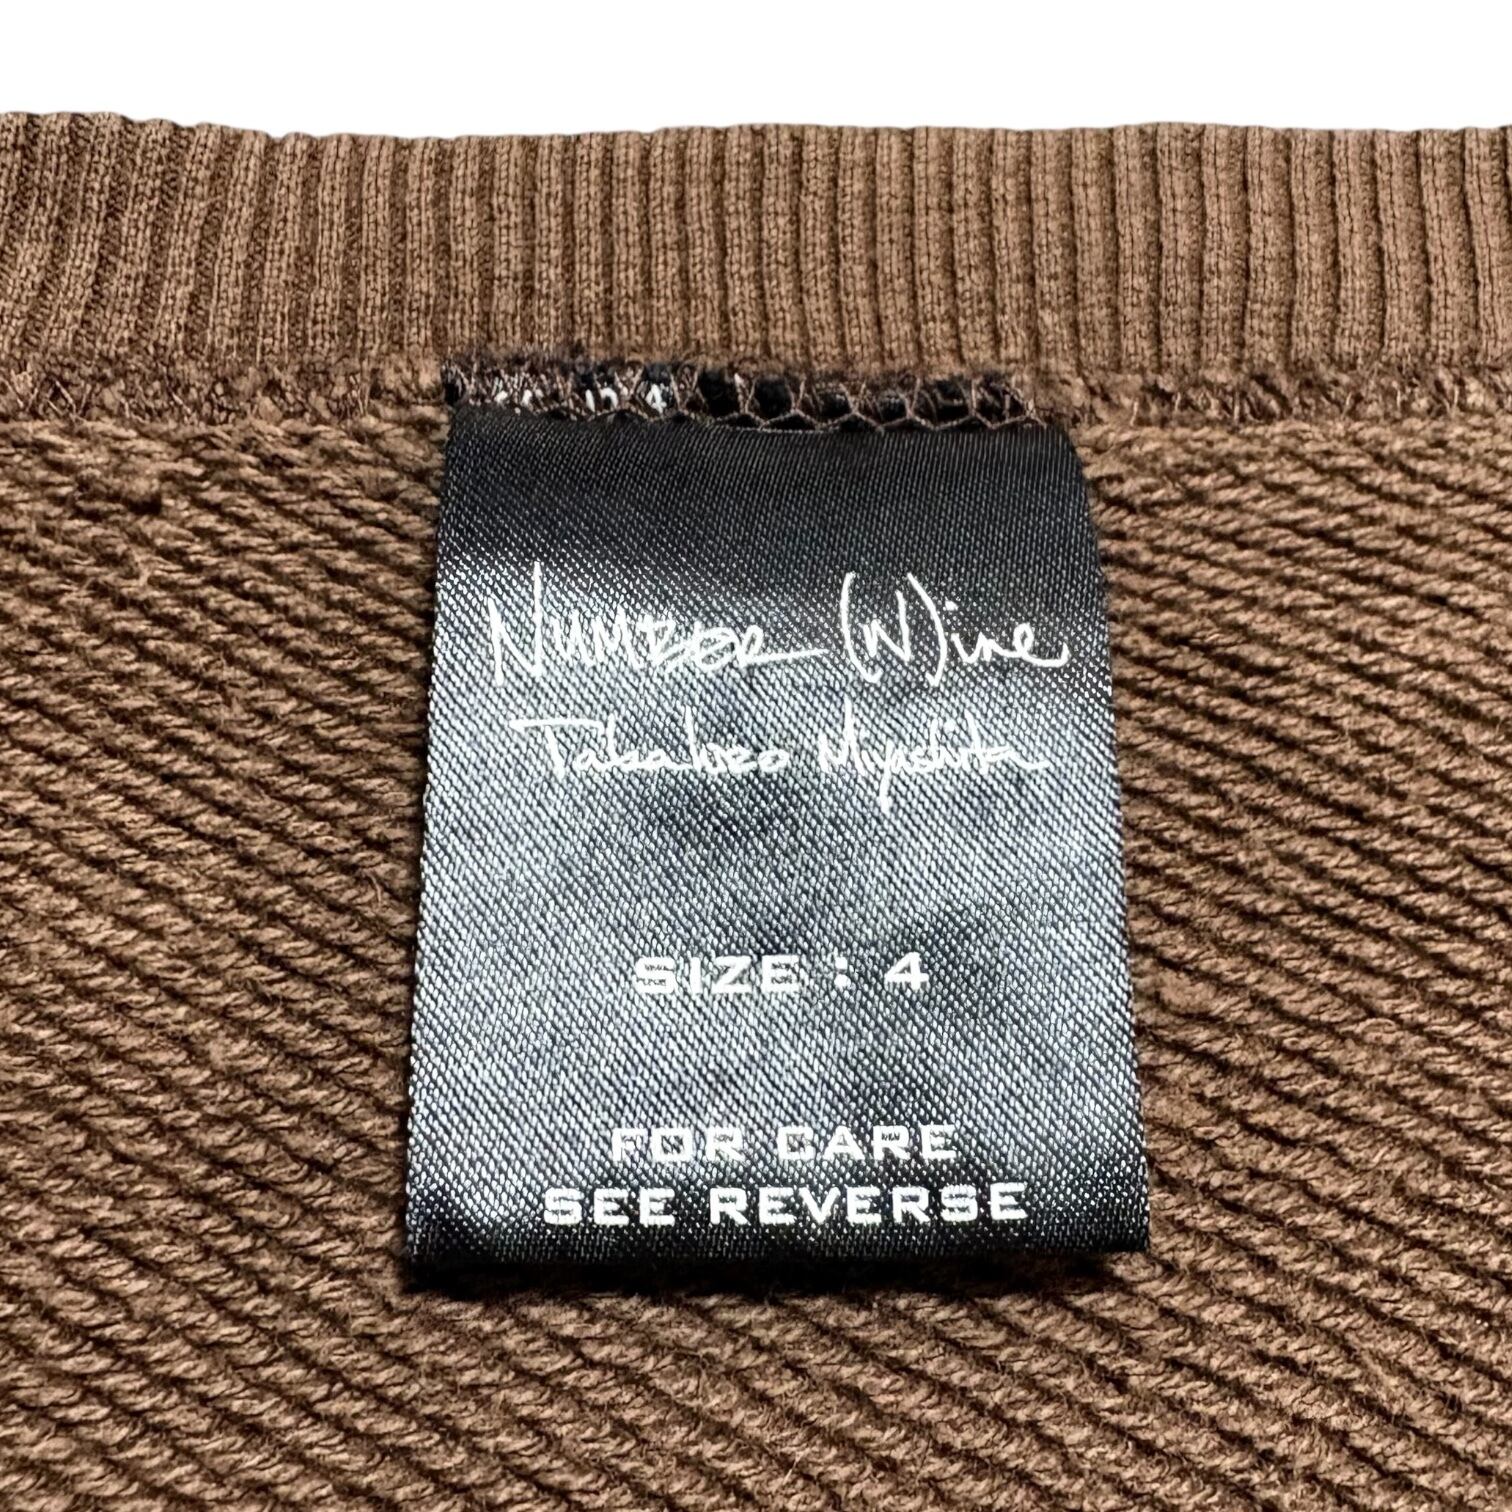 NUMBER (N)ine
Takahiro Miyashita
SIZE : 4
FOR CARE
SEE REVERSE